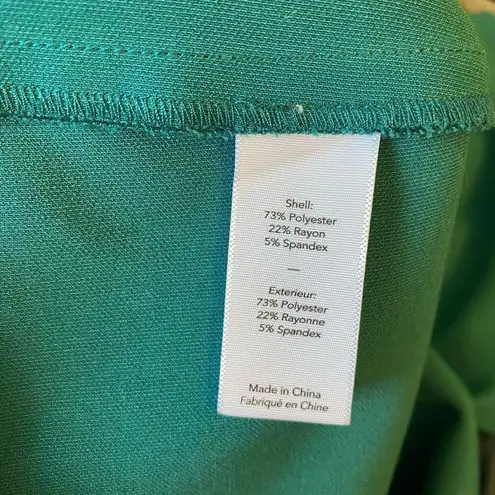 Shell:
73% Polyester
22% Rayon
5% Spandex
—
Exterieur:
73% Polyester
22% Rayonne
5% Spandex
Made in China
Fabriqué en Chine